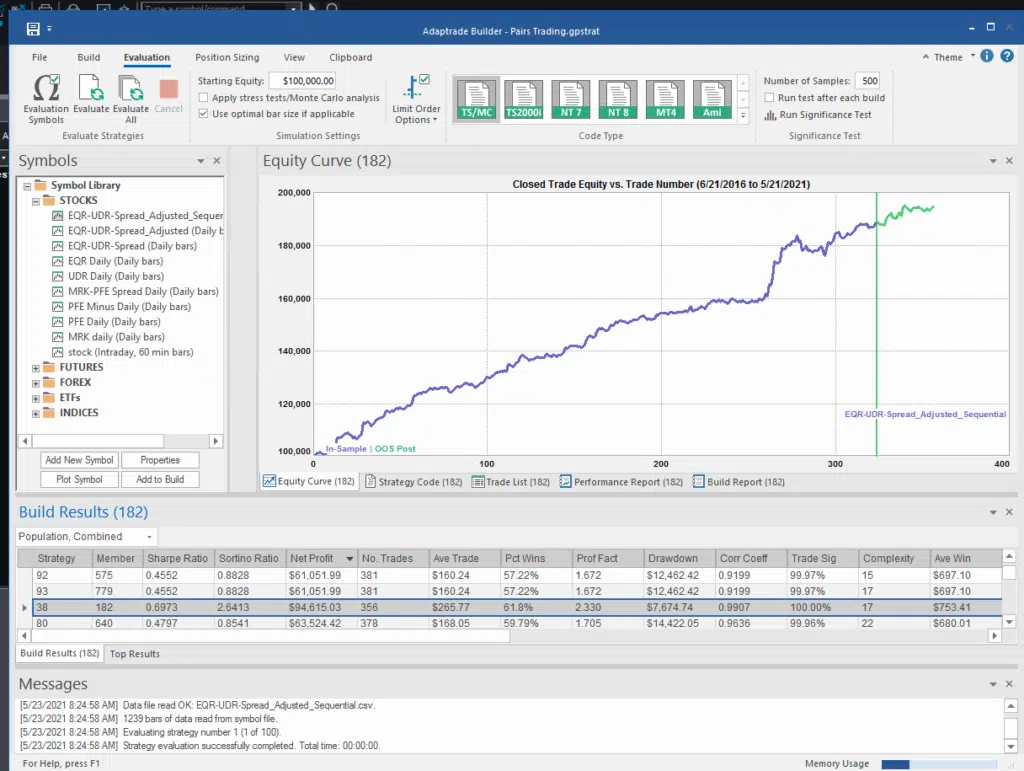 Type a symbol/command
Adaptrade Builder - Pairs Trading.gpstrat
File Build Evaluation Position Sizing View Clipboard Theme
Evaluation Symbols
Evaluate
Evaluate All
Cancel
Evaluate Strategies
Starting Equity: $100,000.00
Apply stress tests/Monte Carlo analysis
Use optimal bar size if applicable
Simulation Settings
Limit Order Options
TS/MC TS2000i NT 7 NT 8 MT4 Ami
Code Type
Number of Samples: 500
Run test after each build
Run Significance Test
Significance Test
Symbols
Symbol Library
STOCKS
EQR-UDR-Spread_Adjusted_Sequer
EQR-UDR-Spread_Adjusted (Daily b
EQR-UDR-Spread (Daily bars)
EQR Daily (Daily bars)
UDR Daily (Daily bars)
MRK-PFE Spread Daily (Daily bars)
PFE Minus Daily (Daily bars)
PFE Daily (Daily bars)
MRK daily (Daily bars)
stock (Intraday, 60 min bars)
FUTURES
FOREX
ETFs
INDICES
Add New Symbol Properties
Plot Symbol Add to Build
Equity Curve (182)
Closed Trade Equity vs. Trade Number (6/21/2016 to 5/21/2021)
200,000
180,000
160,000
140,000
120,000
100,000
EQR-UDR-Spread_Adjusted_Sequential
In-Sample | OOS Post
0 100 200 300 400
Equity Curve (182) Strategy Code (182) Trade List (182) Performance Report (182) Build Report (182)
Build Results (182)
Population, Combined
Strategy Member Sharpe Ratio Sortino Ratio Net Profit No. Trades Ave Trade Pct Wins Prof Fact Drawdown Corr Coeff Trade Sig Complexity Ave Win
92 575 0.4552 0.8828 $61,051.99 381 $160.24 57.22% 1.672 $12,462.42 0.9199 99.97% 15 $697.10
93 779 0.4552 0.8828 $61,051.99 381 $160.24 57.22% 1.672 $12,462.42 0.9199 99.97% 17 $697.10
38 182 0.6973 2.6413 $94,615.03 356 $265.77 61.8% 2.330 $7,674.74 0.9907 100.00% 17 $753.41
80 640 0.4797 0.8541 $63,524.42 378 $168.05 59.79% 1.705 $14,422.05 0.9636 99.96% 22 $680.01
Build Results (182) Top Results
Messages
[5/23/2021 8:24:58 AM] Data file read OK: EQR-UDR-Spread_Adjusted_Sequential.csv.
[5/23/2021 8:24:58 AM] 1239 bars of data read from symbol file.
[5/23/2021 8:24:58 AM] Evaluating strategy number 1 (1 of 100).
[5/23/2021 8:24:58 AM] Strategy evaluation successfully completed. Total time: 00:00:00.
For Help, press F1 Memory Usage